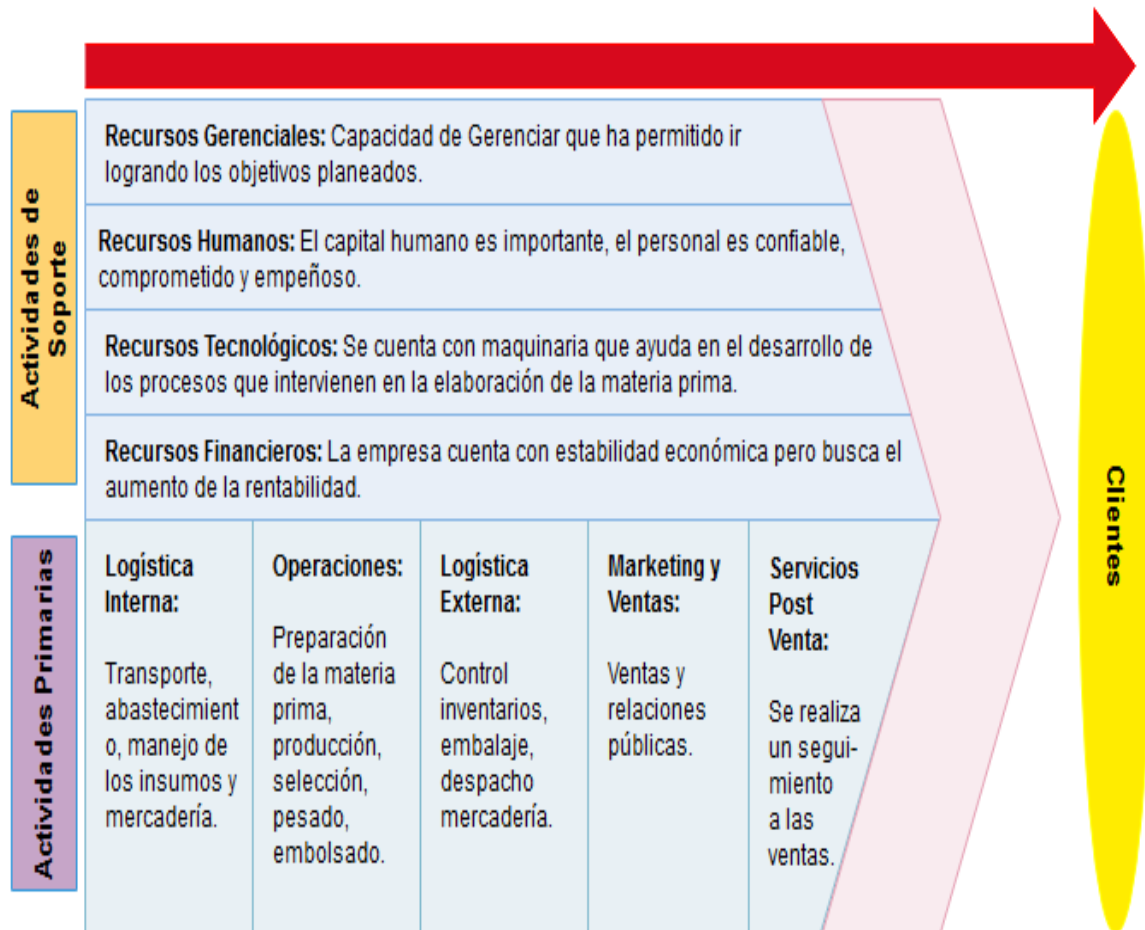 Actividades de
Soporte
Recursos Gerenciales: Capacidad de Gerenciar que ha permitido ir
logrando los objetivos planeados.
Recursos Humanos: El capital humano es importante, el personal es confiable,
comprometido y empeñoso.
Recursos Tecnológicos: Se cuenta con maquinaria que ayuda en el desarrollo de
los procesos que intervienen en la elaboración de la materia prima.
Recursos Financieros: La empresa cuenta con estabilidad económica pero busca el
aumento de la rentabilidad.
Actividades Primarias
Logística
Interna:
Transporte,
abastecimient
o, manejo de
los insumos y
mercadería.
Operaciones:
Preparación
de la materia
prima,
producción,
selección,
pesado,
embolsado.
Logística
Externa:
Control
inventarios,
embalaje,
despacho
mercadería.
Marketing y
Ventas:
Ventas y
relaciones
públicas.
Servicios
Post
Venta:
Se realiza
un segui-
miento
a las
ventas.
Clientes